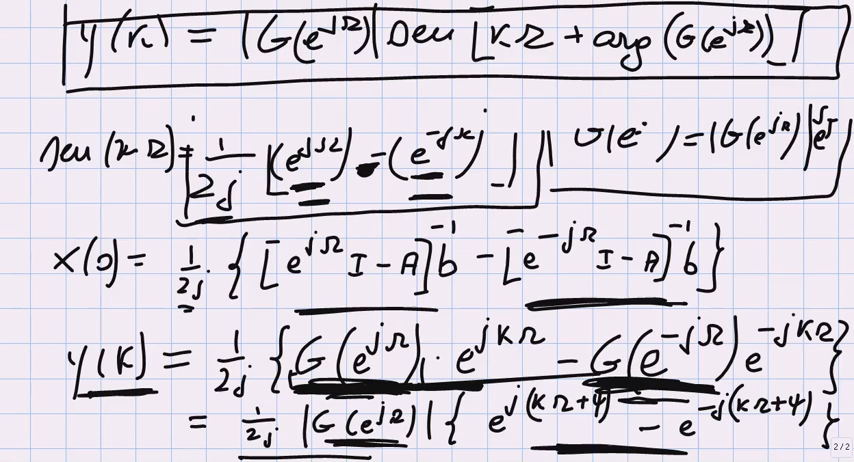 y(k) = |G(e^{jΩ})| sen [kΩ + arg(G(e^{jΩ}))]
sen(kΩ) = 1/2j [(e^{jΩ}) - (e^{-jΩ})] G(e ) = |G(e^{jΩ})| e^{j
x(0) = 1/2j { [e^{jΩ} I - A]^{-1} b - [e^{-jΩ} I - A]^{-1} b }
y(k) = 1/2j { G(e^{jΩ}) · e^{jkΩ} - G(e^{-jΩ}) e^{-jkΩ} }
= 1/2j |G(e^{jΩ})| { e^{j(kΩ+φ)} - e^{-j(kΩ+φ)} }
2/2